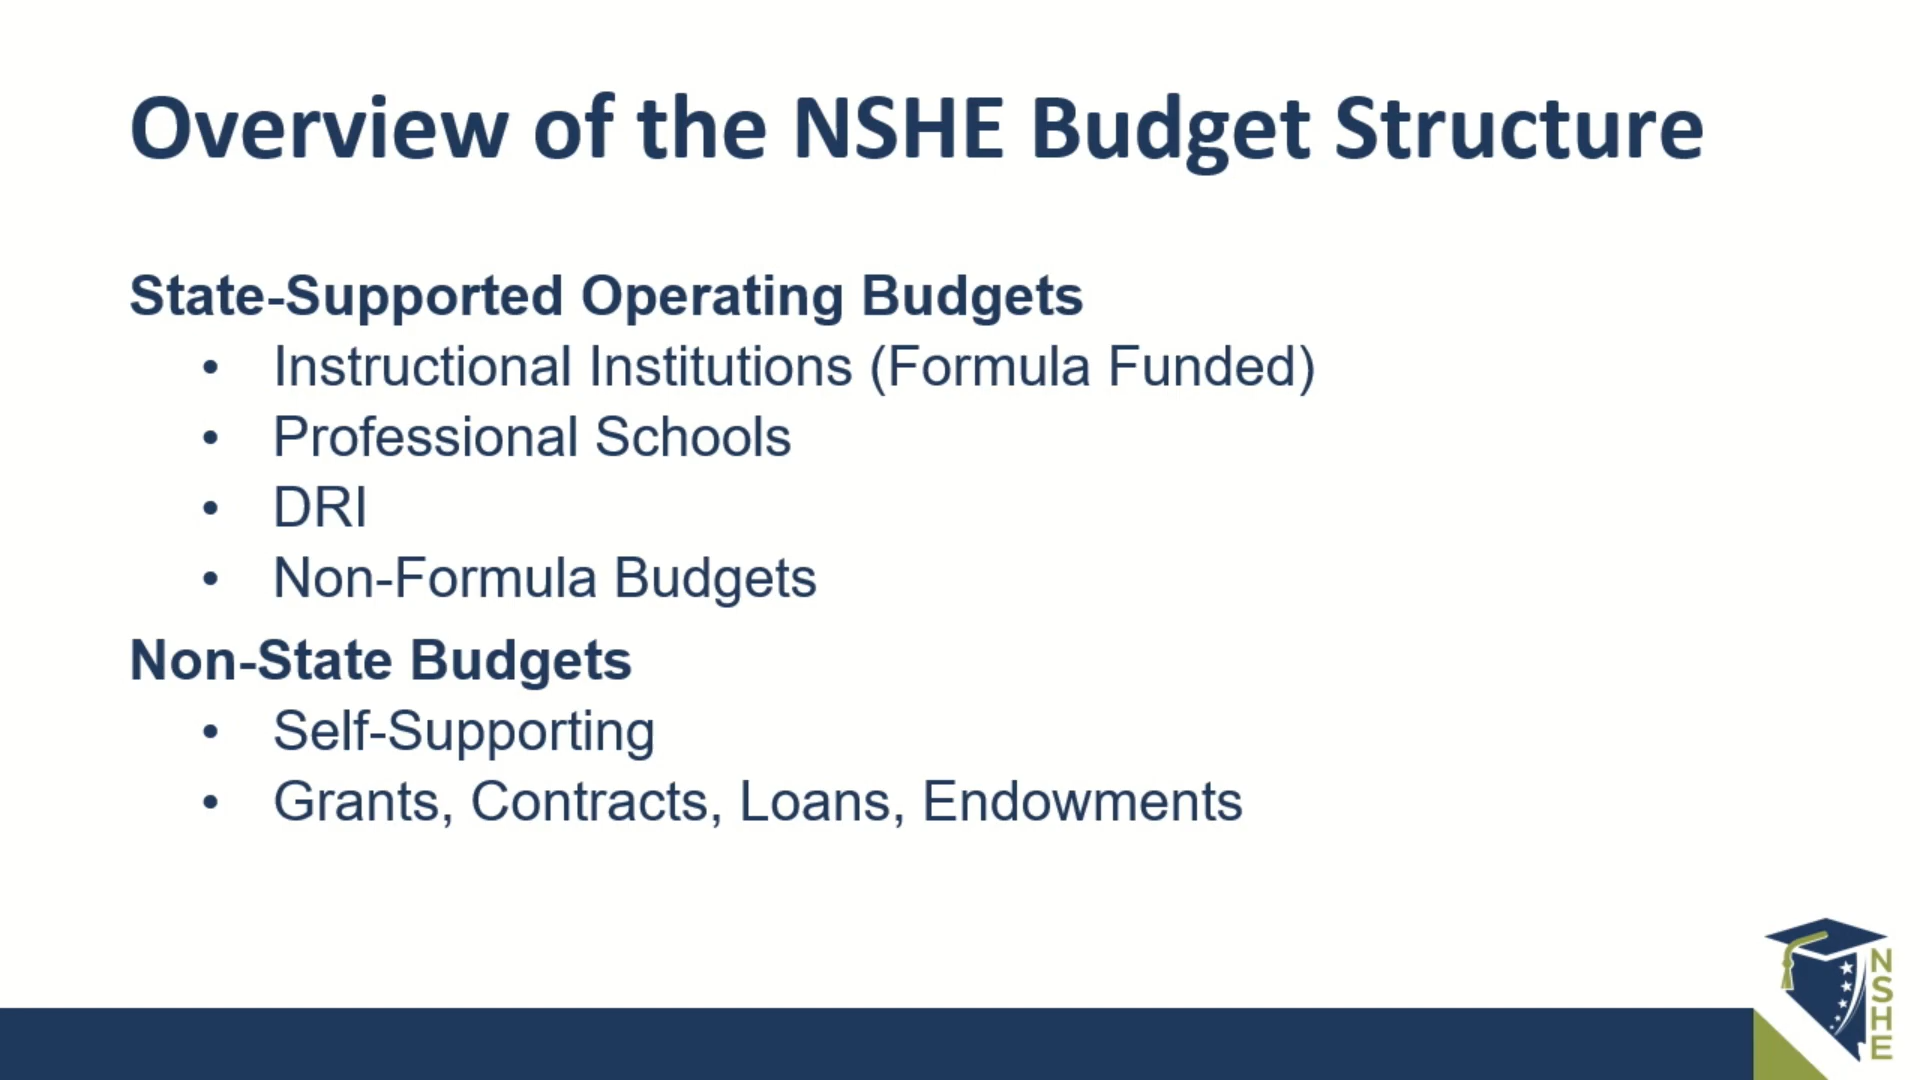 Overview of the NSHE Budget Structure
State-Supported Operating Budgets
• Instructional Institutions (Formula Funded)
• Professional Schools
• DRI
• Non-Formula Budgets
Non-State Budgets
• Self-Supporting
• Grants, Contracts, Loans, Endowments
NSHE